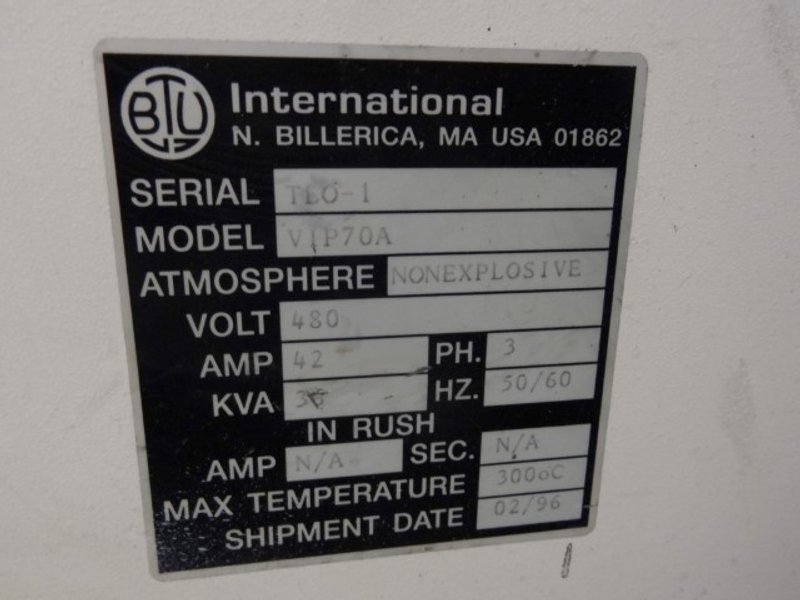 BTU International
N. BILLERICA, MA USA 01862
SERIAL TLO-1
MODEL VIP70A
ATMOSPHERE NONEXPLOSIVE
VOLT 480
AMP 42 PH. 3
KVA HZ. 50/60
IN RUSH
AMP N/A SEC. N/A
MAX TEMPERATURE 300oC
SHIPMENT DATE 02/96